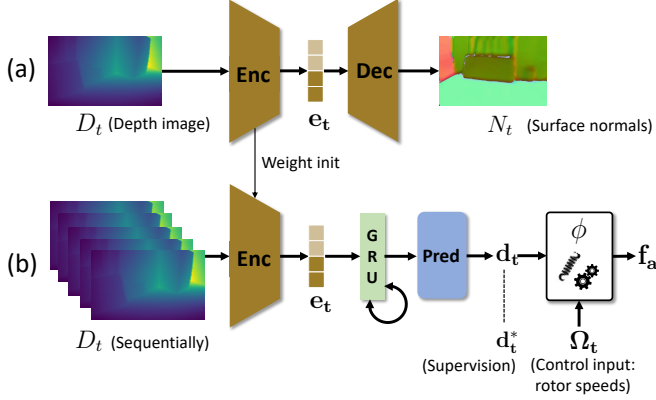 (a)
Enc
Dec
D_t (Depth image)
e_t
N_t (Surface normals)
Weight init
(b)
Enc
G
R
U
Pred
d_t
ϕ
f_a
e_t
D_t (Sequentially)
d_t^*
Ω_t
(Supervision)
(Control input:
rotor speeds)